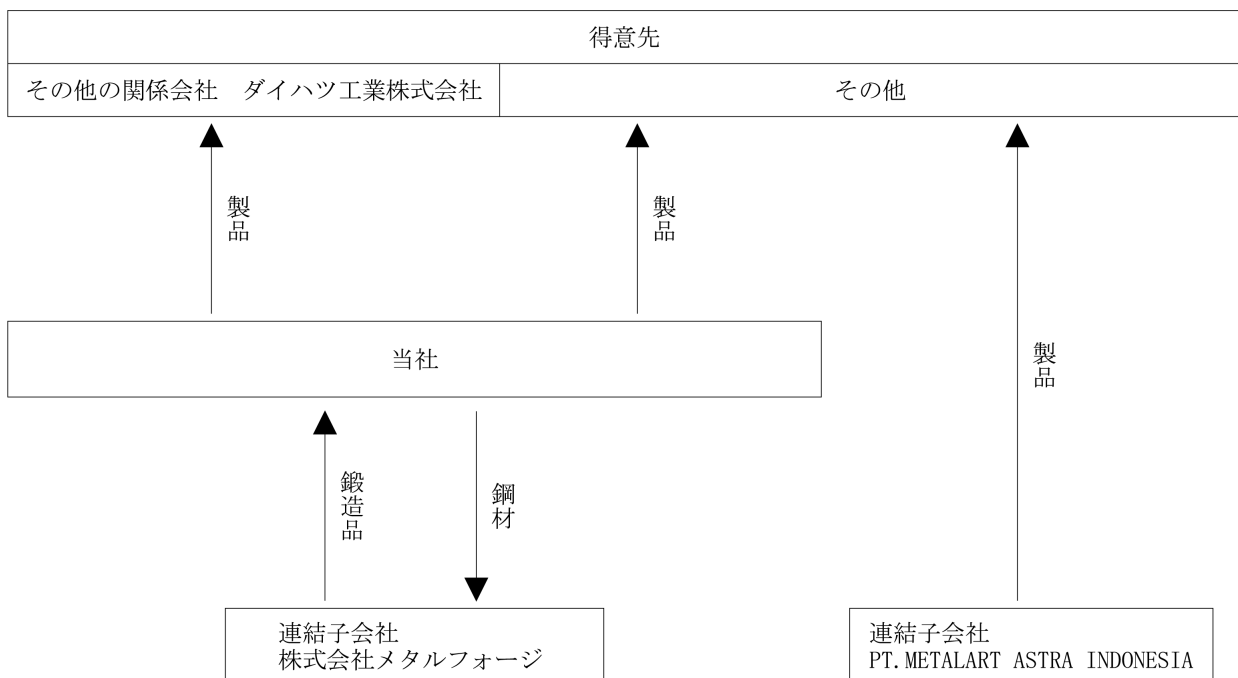 得意先
その他の関係会社　ダイハツ工業株式会社
その他
製品
製品
製品
当社
鍛造品
鋼材
連結子会社
株式会社メタルフォージ
連結子会社
PT.METALART ASTRA INDONESIA